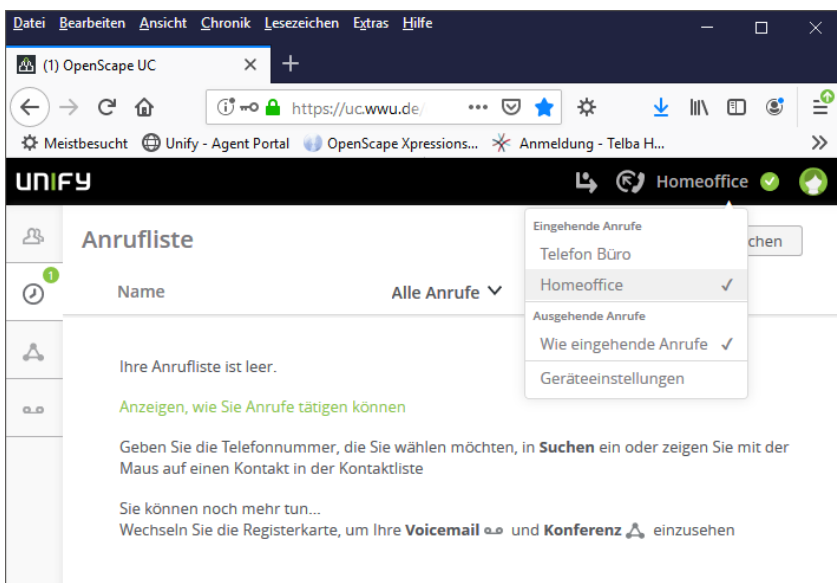 Datei Bearbeiten Ansicht Chronik Lesezeichen Extras Hilfe
(1) OpenScape UC
https://uc.wwu.de/
Meistbesucht Unify - Agent Portal OpenScape Xpressions... Anmeldung - Telba H...
UNIFY Homeoffice
Anrufliste
Eingehende Anrufe
chen
Telefon Büro
1
Name Alle Anrufe
Homeoffice ✓
Ausgehende Anrufe
Wie eingehende Anrufe ✓
Geräteeinstellungen
Ihre Anrufliste ist leer.
Anzeigen, wie Sie Anrufe tätigen können
Geben Sie die Telefonnummer, die Sie wählen möchten, in Suchen ein oder zeigen Sie mit der
Maus auf einen Kontakt in der Kontaktliste
Sie können noch mehr tun...
Wechseln Sie die Registerkarte, um Ihre Voicemail und Konferenz einzusehen